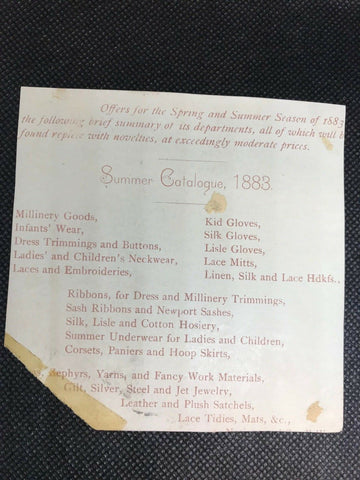 Offers for the Spring and Summer Season of 1883
the following brief summary of its departments, all of which will be
found replete with novelties, at exceedingly moderate prices.
Summer Catalogue, 1883.
Millinery Goods,
Infants' Wear,
Dress Trimmings and Buttons,
Ladies' and Children's Neckwear,
Laces and Embroideries,
Kid Gloves,
Silk Gloves,
Lisle Gloves,
Lace Mitts,
Linen, Silk and Lace Hdkfs.,
Ribbons, for Dress and Millinery Trimmings,
Sash Ribbons and Newport Sashes,
Silk, Lisle and Cotton Hosiery,
Summer Underwear for Ladies and Children,
Corsets, Paniers and Hoop Skirts,
Zephyrs, Yarns, and Fancy Work Materials,
Gilt, Silver, Steel and Jet Jewelry,
Leather and Plush Satchels,
Lace Tidies, Mats, &c.,